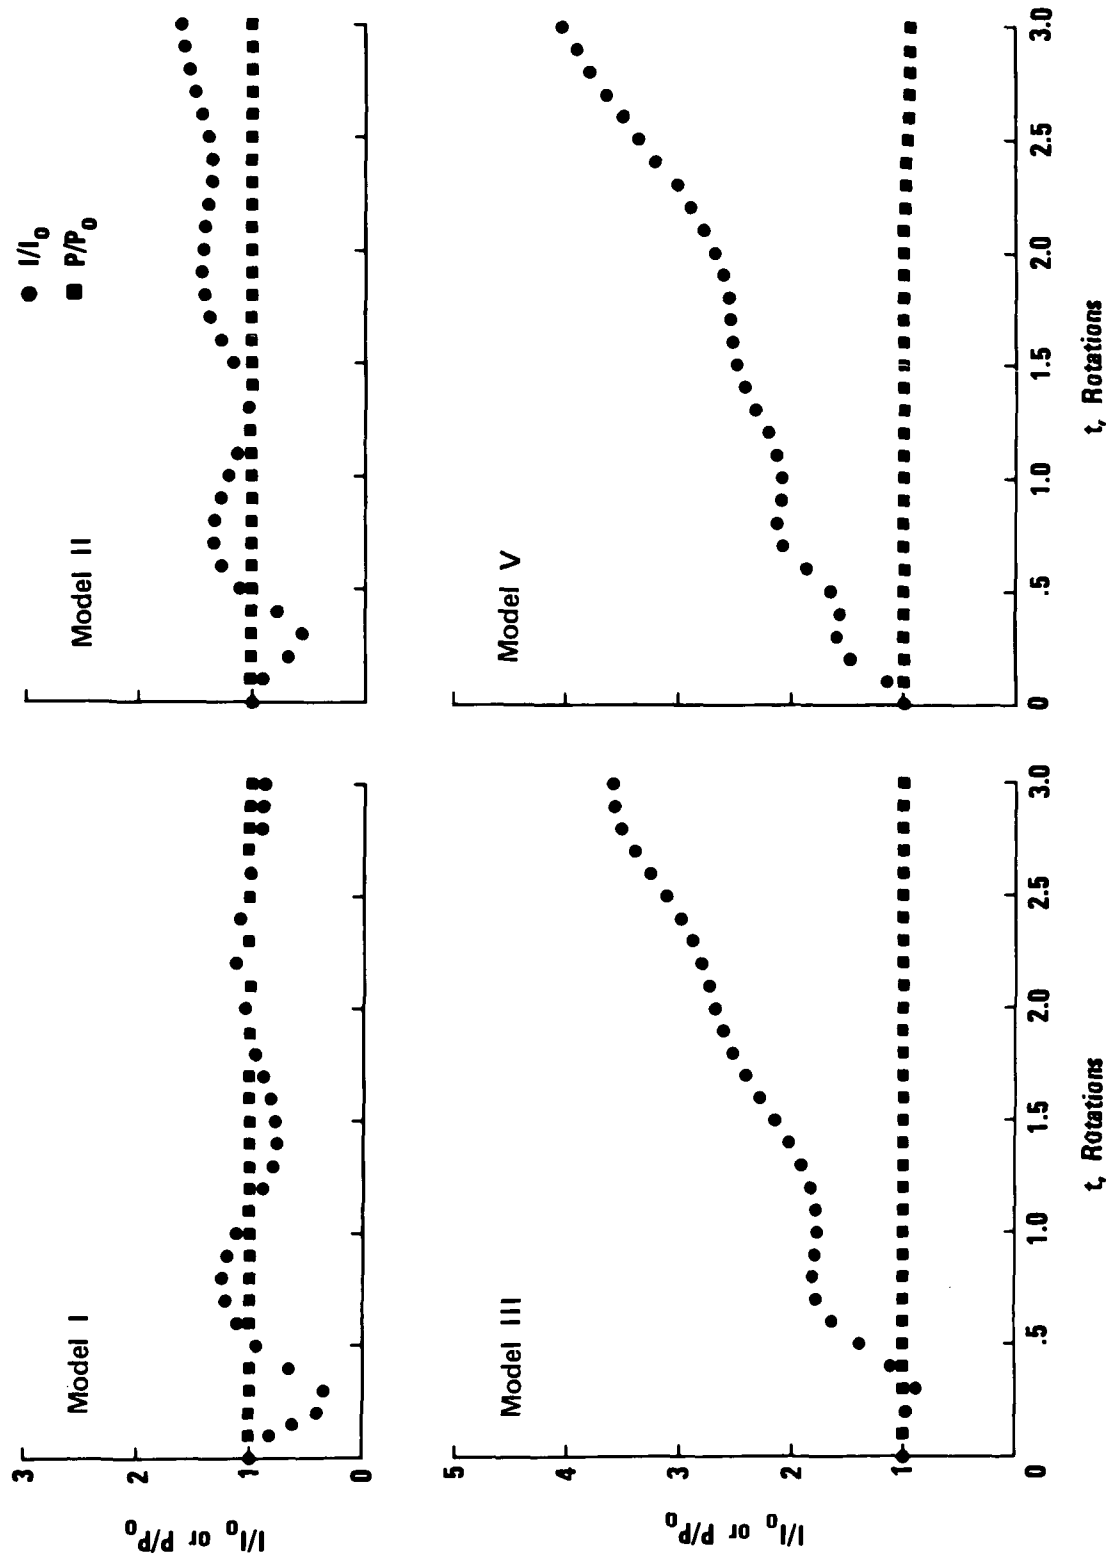 I/I0
P/P0
Model I
Model II
3
2
1
0
I/I0 or P/P0
Model III
Model V
5
4
3
2
1
0
.5
1.0
1.5
2.0
2.5
3.0
0
.5
1.0
1.5
2.0
2.5
3.0
I/I0 or P/P0
t, Rotations
t, Rotations